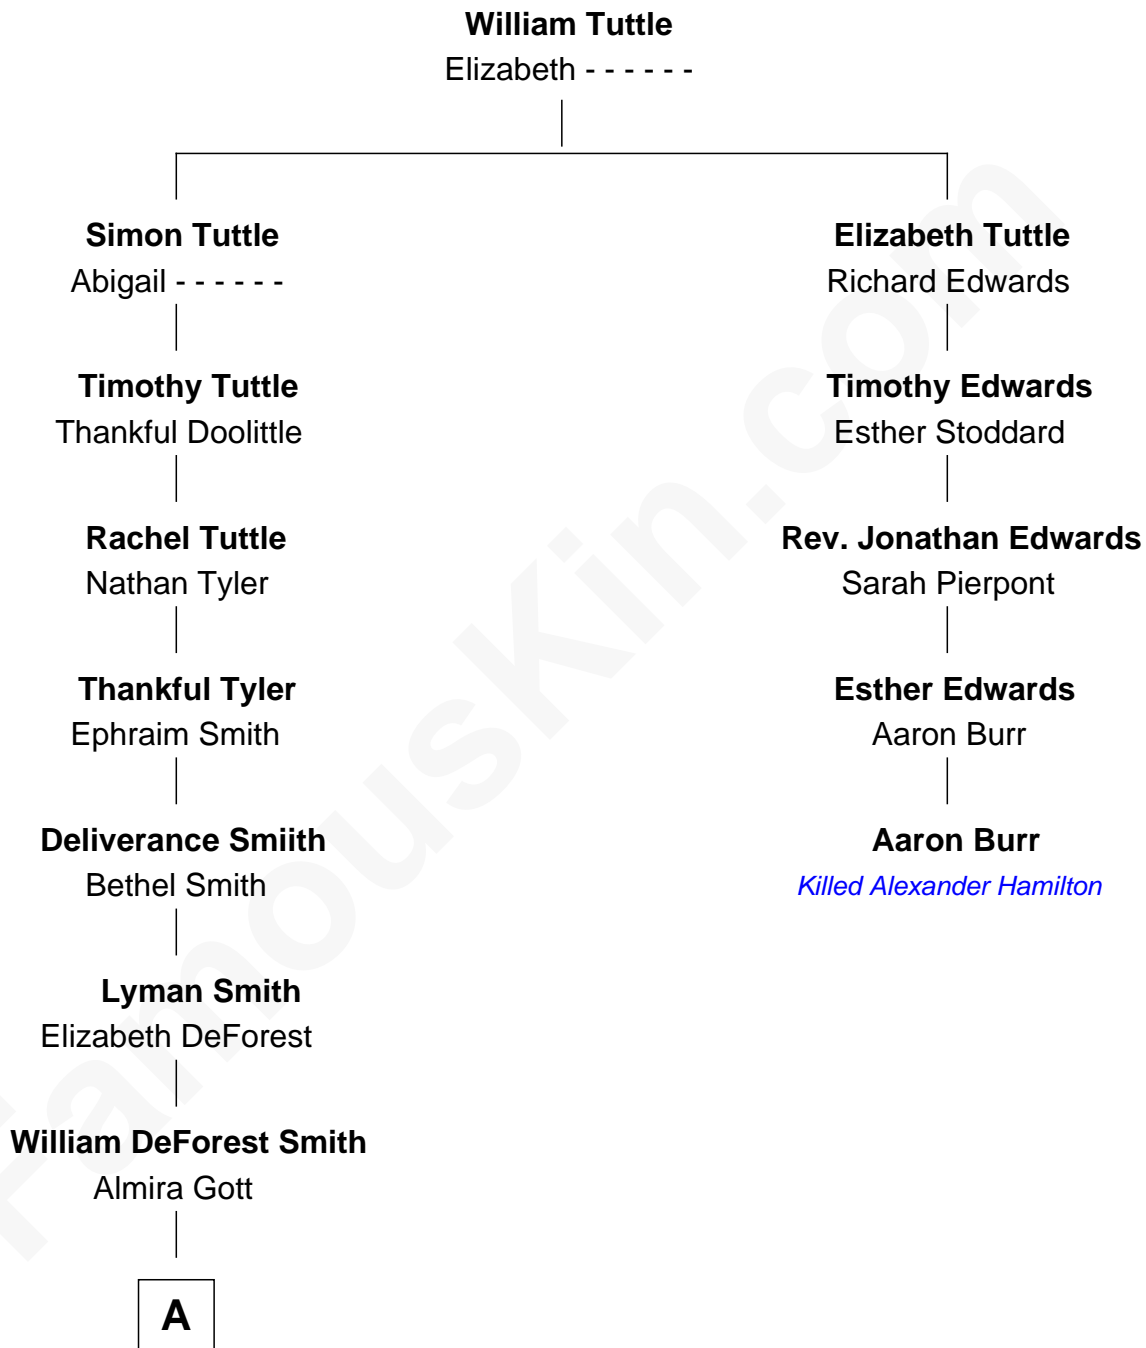 William Tuttle
Elizabeth - - - - - -
Simon Tuttle
Abigail - - - - - -
Timothy Tuttle
Thankful Doolittle
Rachel Tuttle
Nathan Tyler
Thankful Tyler
Ephraim Smith
Deliverance Smiith
Bethel Smith
Lyman Smith
Elizabeth DeForest
William DeForest Smith
Almira Gott
A
Elizabeth Tuttle
Richard Edwards
Timothy Edwards
Esther Stoddard
Rev. Jonathan Edwards
Sarah Pierpont
Esther Edwards
Aaron Burr
Aaron Burr
Killed Alexander Hamilton
FamousKin.com